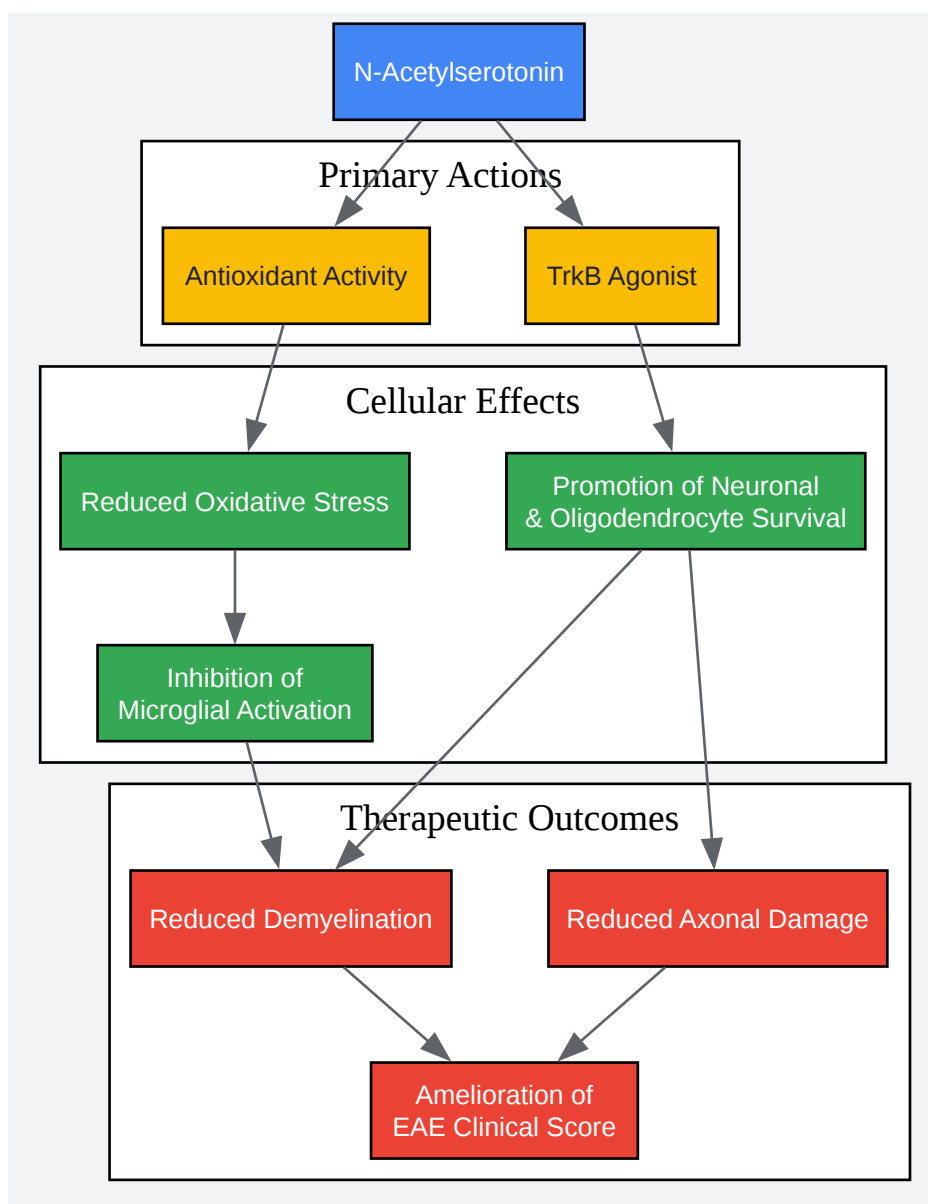 N-Acetylserotonin
Primary Actions
Antioxidant Activity
TrkB Agonist
Cellular Effects
Reduced Oxidative Stress
Promotion of Neuronal
& Oligodendrocyte Survival
Inhibition of
Microglial Activation
Therapeutic Outcomes
Reduced Demyelination
Reduced Axonal Damage
Amelioration of
EAE Clinical Score